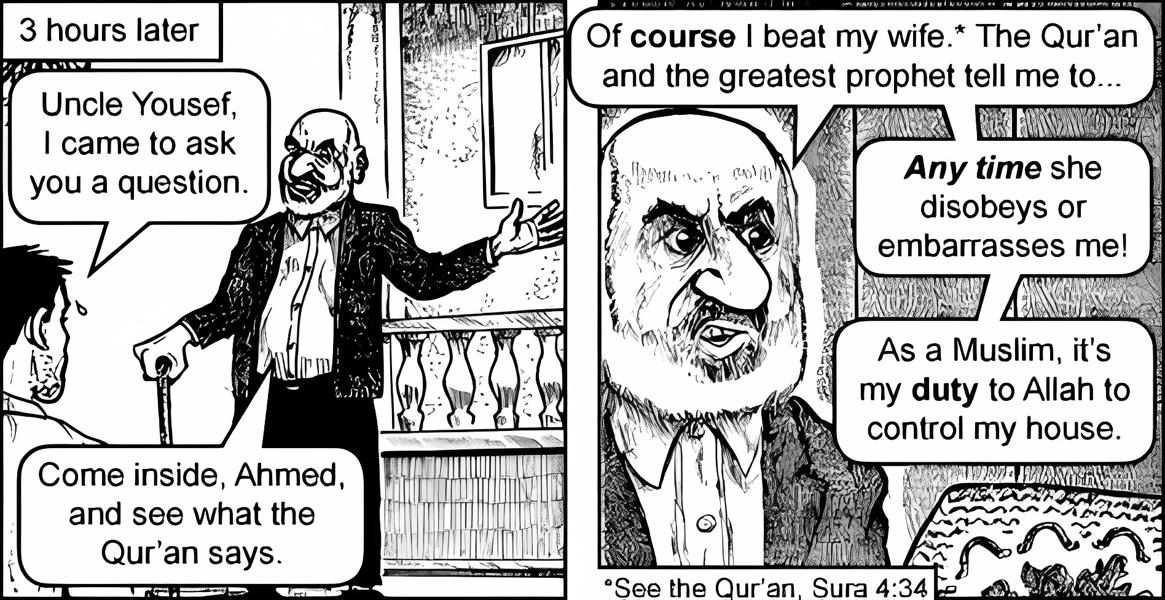 3 hours later
Uncle Yousef,
I came to ask
you a question.
Come inside, Ahmed,
and see what the
Qur'an says.
Of course I beat my wife.* The Qur'an
and the greatest prophet tell me to...
Any time she
disobeys or
embarrasses me!
As a Muslim, it's
my duty to Allah to
control my house.
*See the Qur'an, Sura 4:34